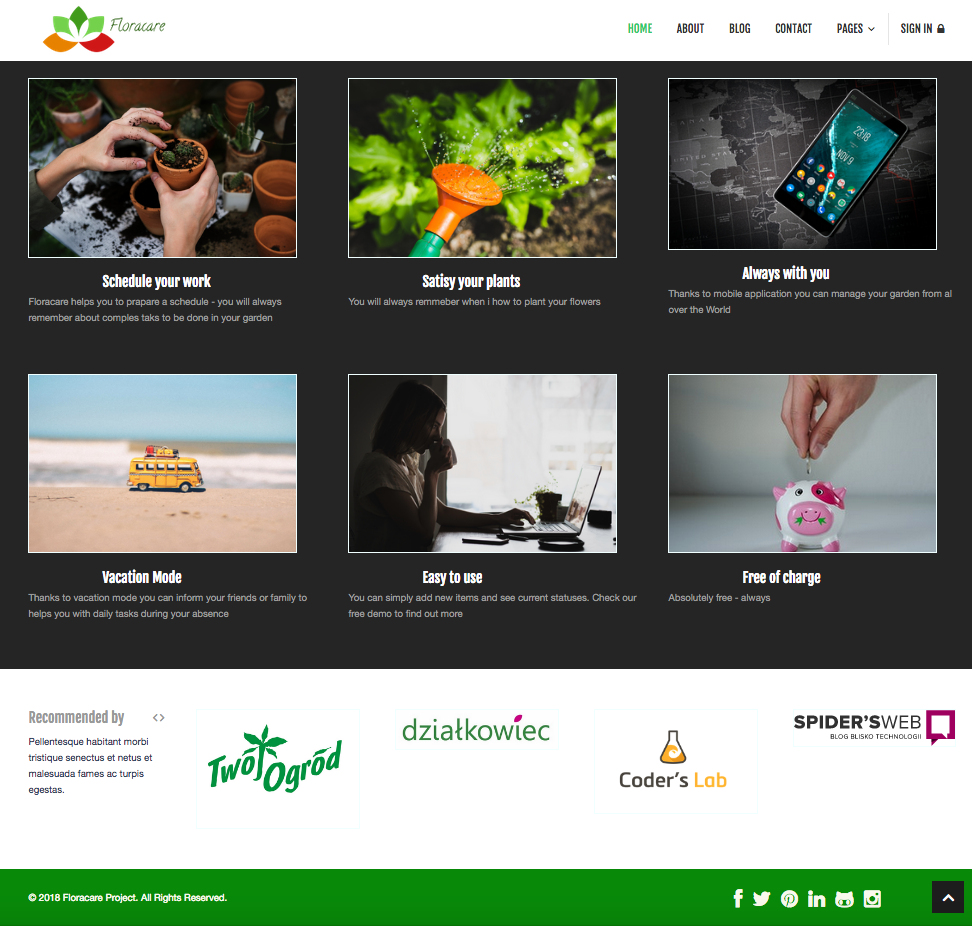 Floracare
HOME ABOUT BLOG CONTACT PAGES SIGN IN
UNITED STATES
23:18
NOV 9
Schedule your work
Floracare helps you to prapare a schedule - you will always
remember about comples taks to be done in your garden
Satisy your plants
You will always remmeber when i how to plant your flowers
Always with you
Thanks to mobile application you can manage your garden from al
over the World
Vacation Mode
Thanks to vacation mode you can inform your friends or family to
helps you with daily tasks during your absence
Easy to use
You can simply add new items and see current statuses. Check our
free demo to find out more
Free of charge
Absolutely free - always
Recommended by <>
Pellentesque habitant morbi
tristique senectus et netus et
malesuada fames ac turpis
egestas.
Twój
Ogród
działkowiec
Coder's Lab
SPIDER'SWEB
BLOG BLISKO TECHNOLOGII
© 2018 Floracare Project. All Rights Reserved.